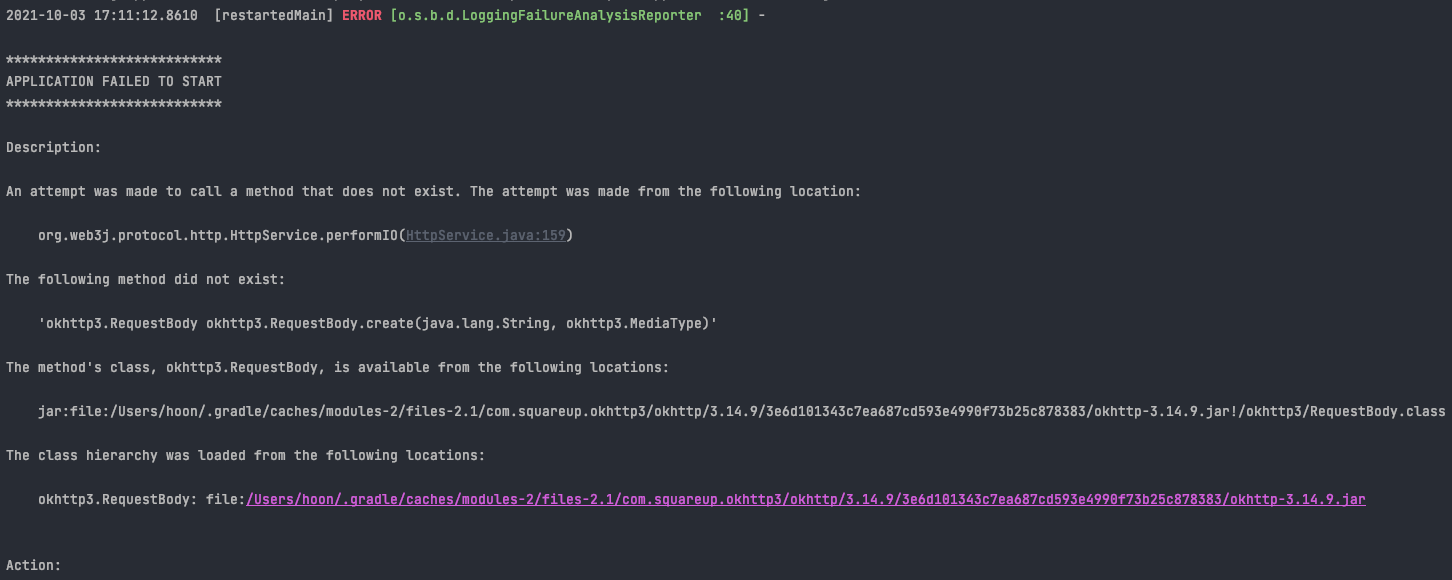 2021-10-03 17:11:12.8610  [restartedMain] ERROR [o.s.b.d.LoggingFailureAnalysisReporter  :40] -
***************************
APPLICATION FAILED TO START
***************************
Description:
An attempt was made to call a method that does not exist. The attempt was made from the following location:
org.web3j.protocol.http.HttpService.performIO(HttpService.java:159)
The following method did not exist:
'okhttp3.RequestBody okhttp3.RequestBody.create(java.lang.String, okhttp3.MediaType)'
The method's class, okhttp3.RequestBody, is available from the following locations:
jar:file:/Users/hoon/.gradle/caches/modules-2/files-2.1/com.squareup.okhttp3/okhttp/3.14.9/3e6d101343c7ea687cd593e4990f73b25c878383/okhttp-3.14.9.jar!/okhttp3/RequestBody.class
The class hierarchy was loaded from the following locations:
okhttp3.RequestBody: file:/Users/hoon/.gradle/caches/modules-2/files-2.1/com.squareup.okhttp3/okhttp/3.14.9/3e6d101343c7ea687cd593e4990f73b25c878383/okhttp-3.14.9.jar
Action: